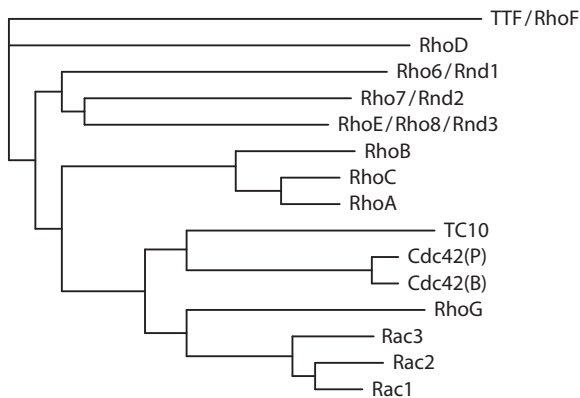 TTF/RhoF
RhoD
Rho6/Rnd1
Rho7/Rnd2
RhoE/Rho8/Rnd3
RhoB
RhoC
RhoA
TC10
Cdc42(P)
Cdc42(B)
RhoG
Rac3
Rac2
Rac1